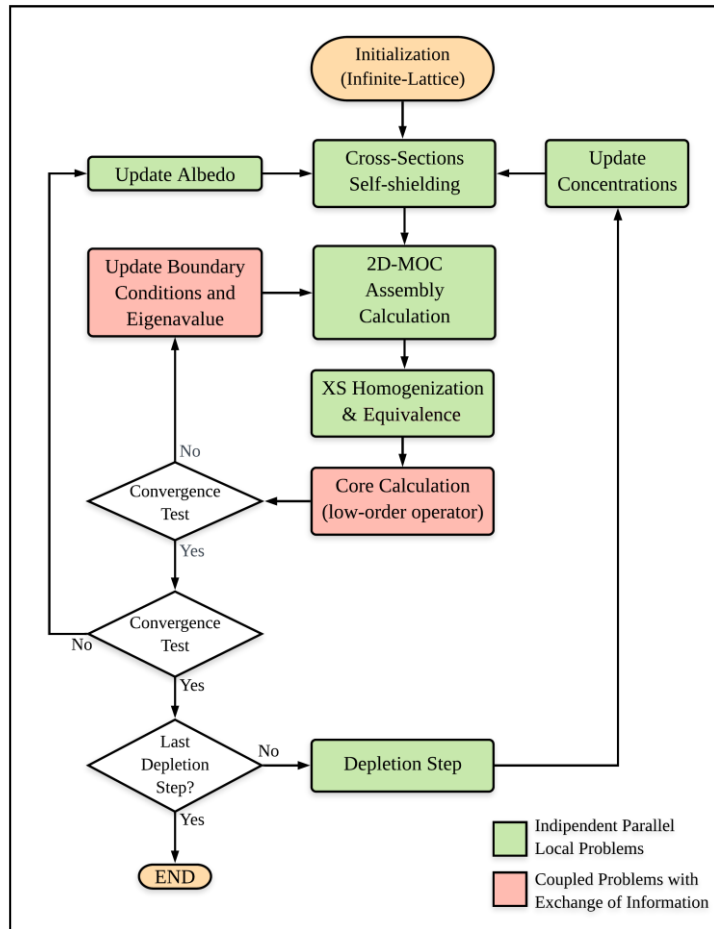 Initialization
(Infinite-Lattice)
Update Albedo
Cross-Sections
Self-shielding
Update
Concentrations
Update Boundary
Conditions and
Eigenavalue
2D-MOC
Assembly
Calculation
XS Homogenization
& Equivalence
No
Convergence
Test
Core Calculation
(low-order operator)
Yes
Convergence
Test
No
Yes
Last
Depletion
Step?
No
Depletion Step
Yes
END
Indipendent Parallel
Local Problems
Coupled Problems with
Exchange of Information